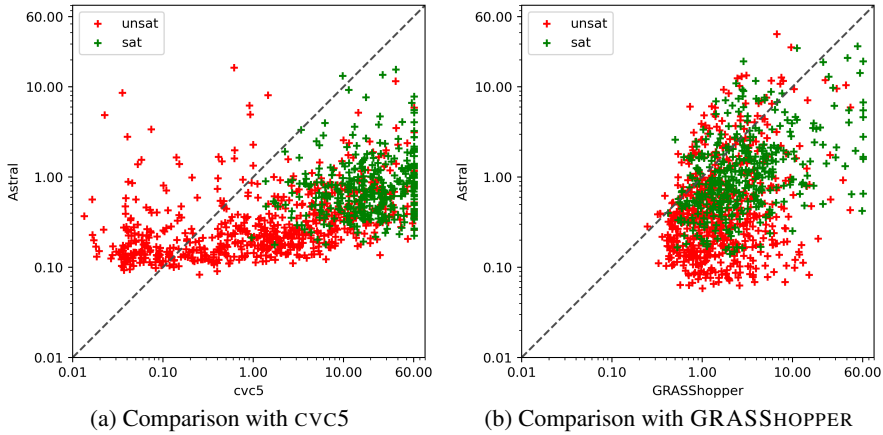 60.00
10.00
1.00
0.10
0.01
Astral
unsat
sat
0.01 0.10 1.00 10.00 60.00
cvc5
(a) Comparison with CVC5
60.00
10.00
1.00
0.10
0.01
Astral
unsat
sat
0.01 0.10 1.00 10.00 60.00
GRASShopper
(b) Comparison with GRASSHOPPER